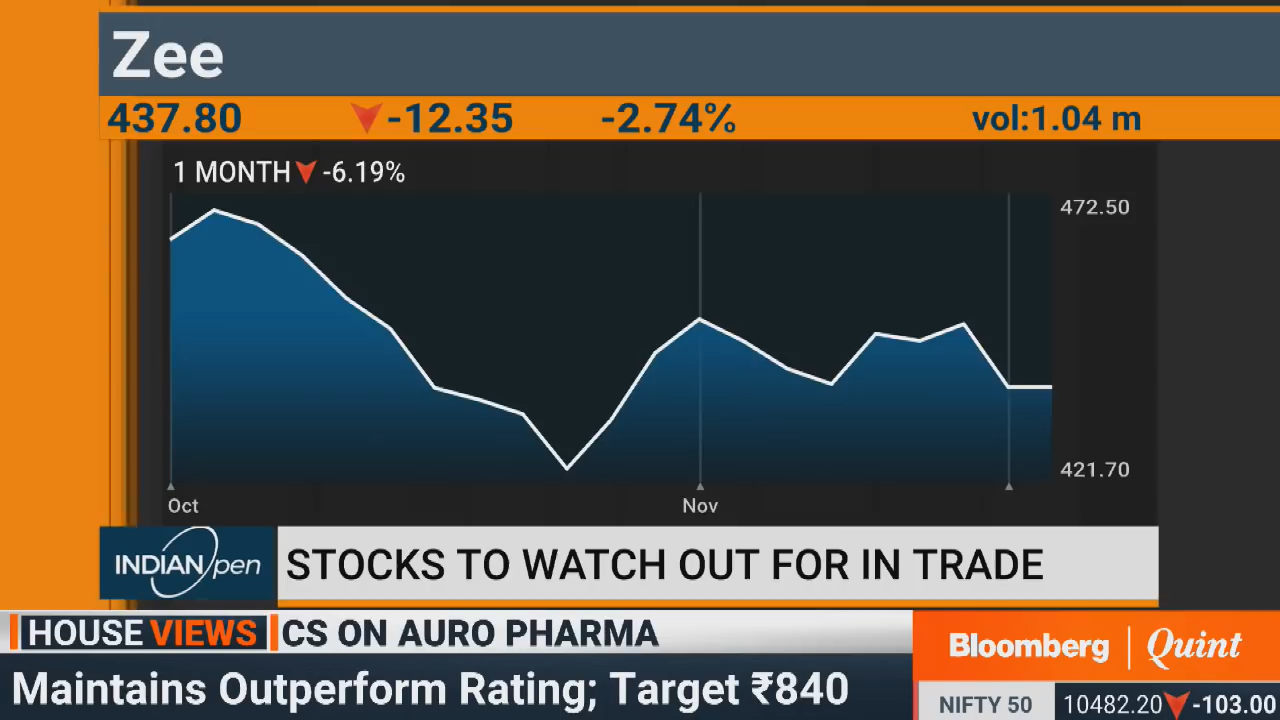 Zee
437.80 -12.35 -2.74% vol:1.04 m
1 MONTH -6.19%
472.50
421.70
Oct Nov
INDIAN Open STOCKS TO WATCH OUT FOR IN TRADE
HOUSE VIEWS CS ON AURO PHARMA
Maintains Outperform Rating; Target ₹840
Bloomberg | Quint
NIFTY 50 10482.20 -103.00